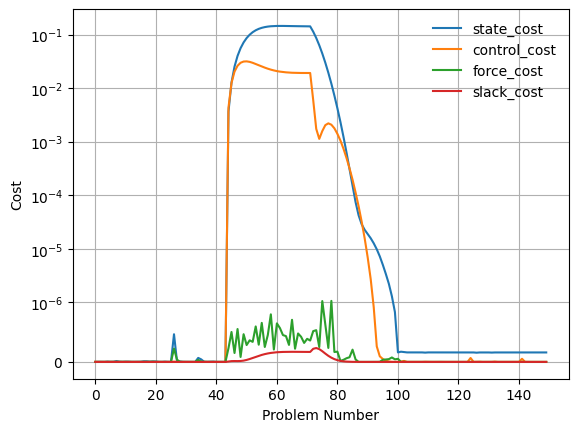 state_cost
control_cost
force_cost
slack_cost
Cost
10⁻¹
10⁻²
10⁻³
10⁻⁴
10⁻⁵
10⁻⁶
0
0 20 40 60 80 100 120 140
Problem Number